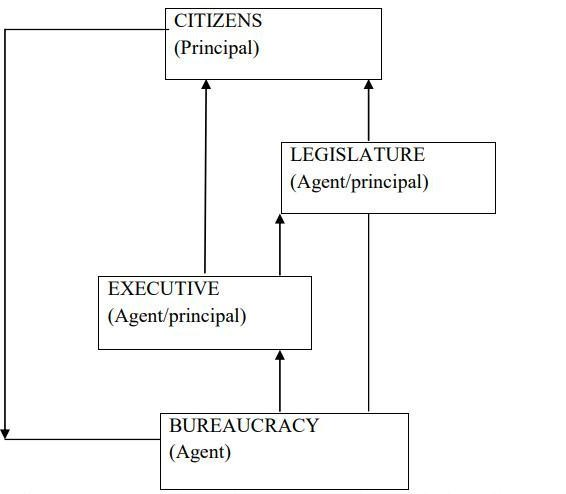 CITIZENS
(Principal)
LEGISLATURE
(Agent/principal)
EXECUTIVE
(Agent/principal)
BUREAUCRACY
(Agent)